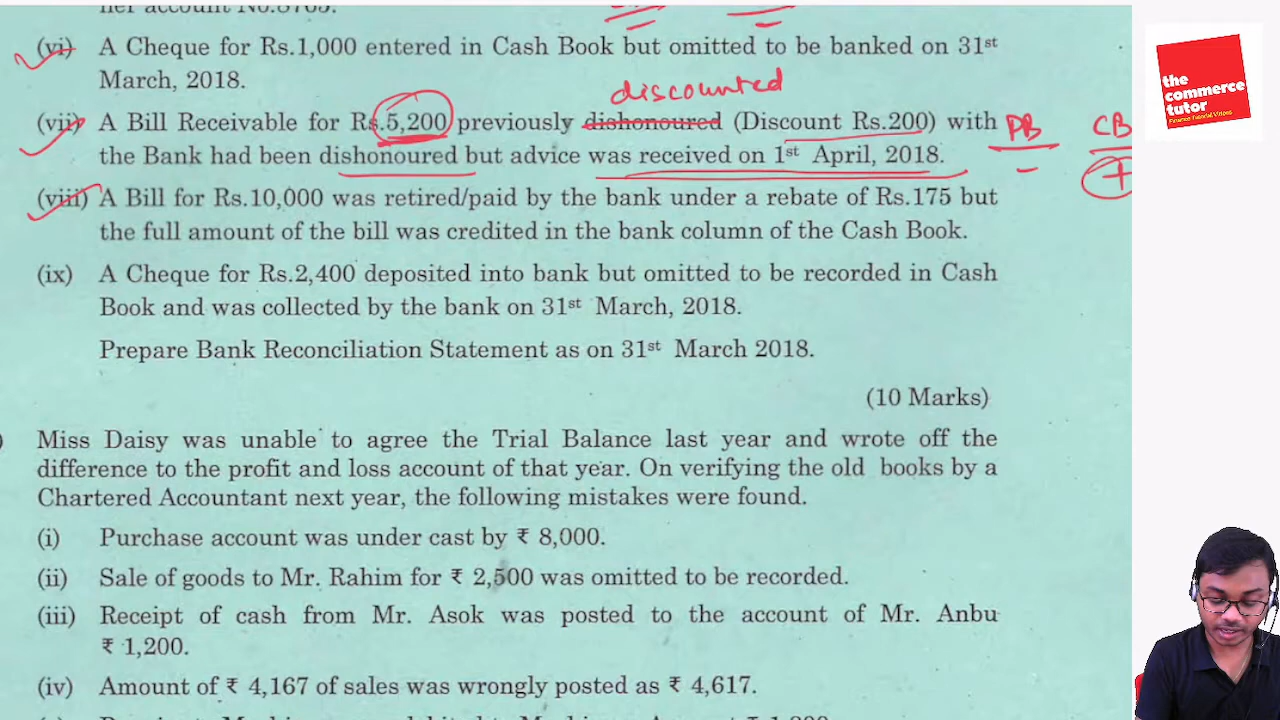 her account No.8765.
(vi) A Cheque for Rs.1,000 entered in Cash Book but omitted to be banked on 31st
March, 2018.
discounted
(vii) A Bill Receivable for Rs.5,200 previously dishonoured (Discount Rs.200) with
PB CB
the Bank had been dishonoured but advice was received on 1st April, 2018.
- +
(viii) A Bill for Rs.10,000 was retired/paid by the bank under a rebate of Rs.175 but
the full amount of the bill was credited in the bank column of the Cash Book.
(ix) A Cheque for Rs.2,400 deposited into bank but omitted to be recorded in Cash
Book and was collected by the bank on 31st March, 2018.
Prepare Bank Reconciliation Statement as on 31st March 2018.
(10 Marks)
) Miss Daisy was unable to agree the Trial Balance last year and wrote off the
difference to the profit and loss account of that year. On verifying the old books by a
Chartered Accountant next year, the following mistakes were found.
(i) Purchase account was under cast by ₹ 8,000.
(ii) Sale of goods to Mr. Rahim for ₹ 2,500 was omitted to be recorded.
(iii) Receipt of cash from Mr. Asok was posted to the account of Mr. Anbu
₹ 1,200.
(iv) Amount of ₹ 4,167 of sales was wrongly posted as ₹ 4,617.
the
commerce
tutor